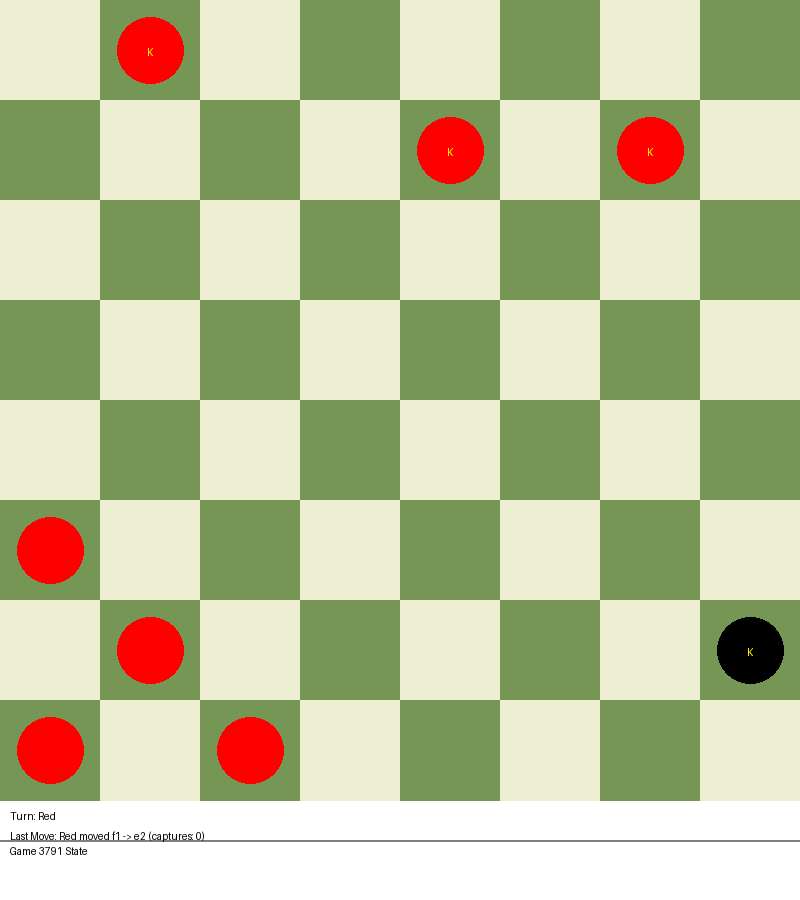 K
K K
K
Turn: Red
Last Move: Red moved f1 -> e2 (captures: 0)
Game 3791 State